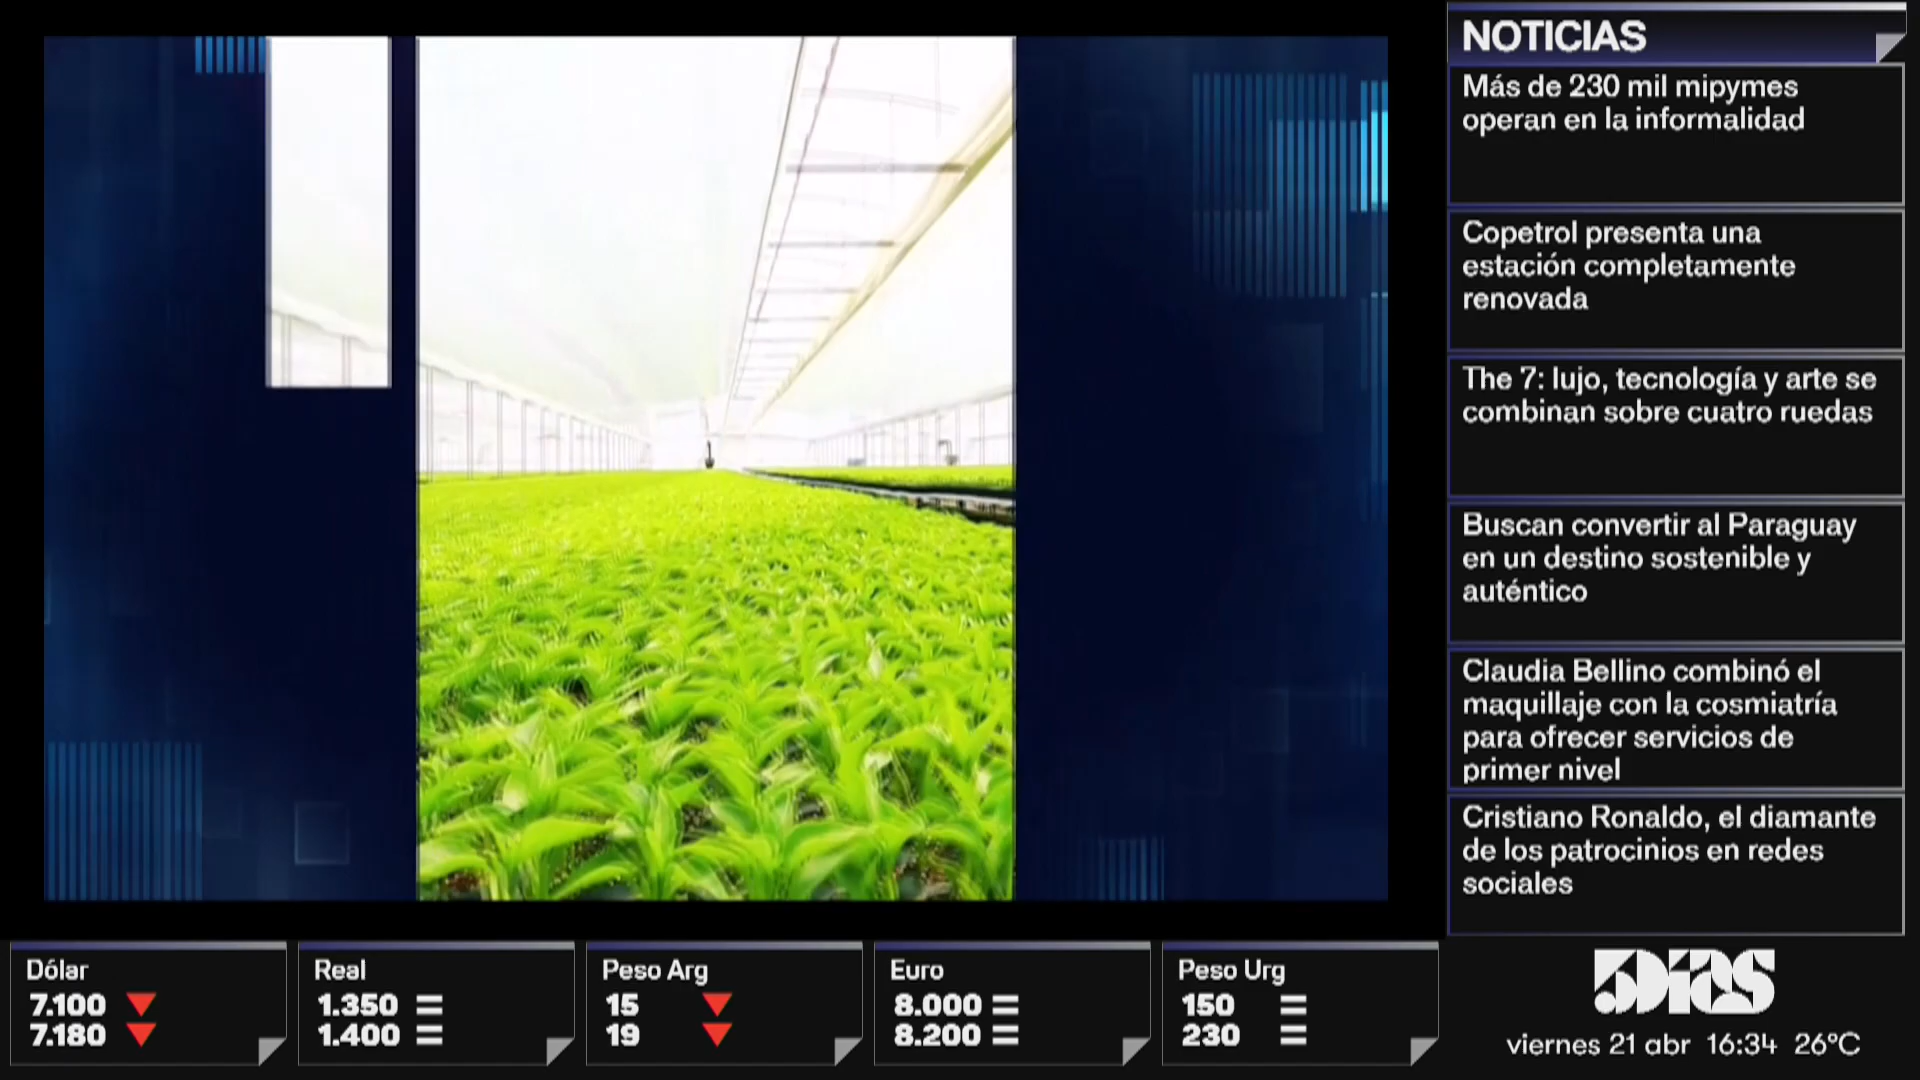 NOTICIAS
Más de 230 mil mipymes
operan en la informalidad
Copetrol presenta una
estación completamente
renovada
The 7: lujo, tecnología y arte se
combinan sobre cuatro ruedas
Buscan convertir al Paraguay
en un destino sostenible y
auténtico
Claudia Bellino combinó el
maquillaje con la cosmiatría
para ofrecer servicios de
primer nivel
Cristiano Ronaldo, el diamante
de los patrocinios en redes
sociales
Dólar
7.100
7.180
Real
1.350
1.400
Peso Arg
15
19
Euro
8.000
8.200
Peso Urg
150
230
5Días
viernes 21 abr 16:34 26°C